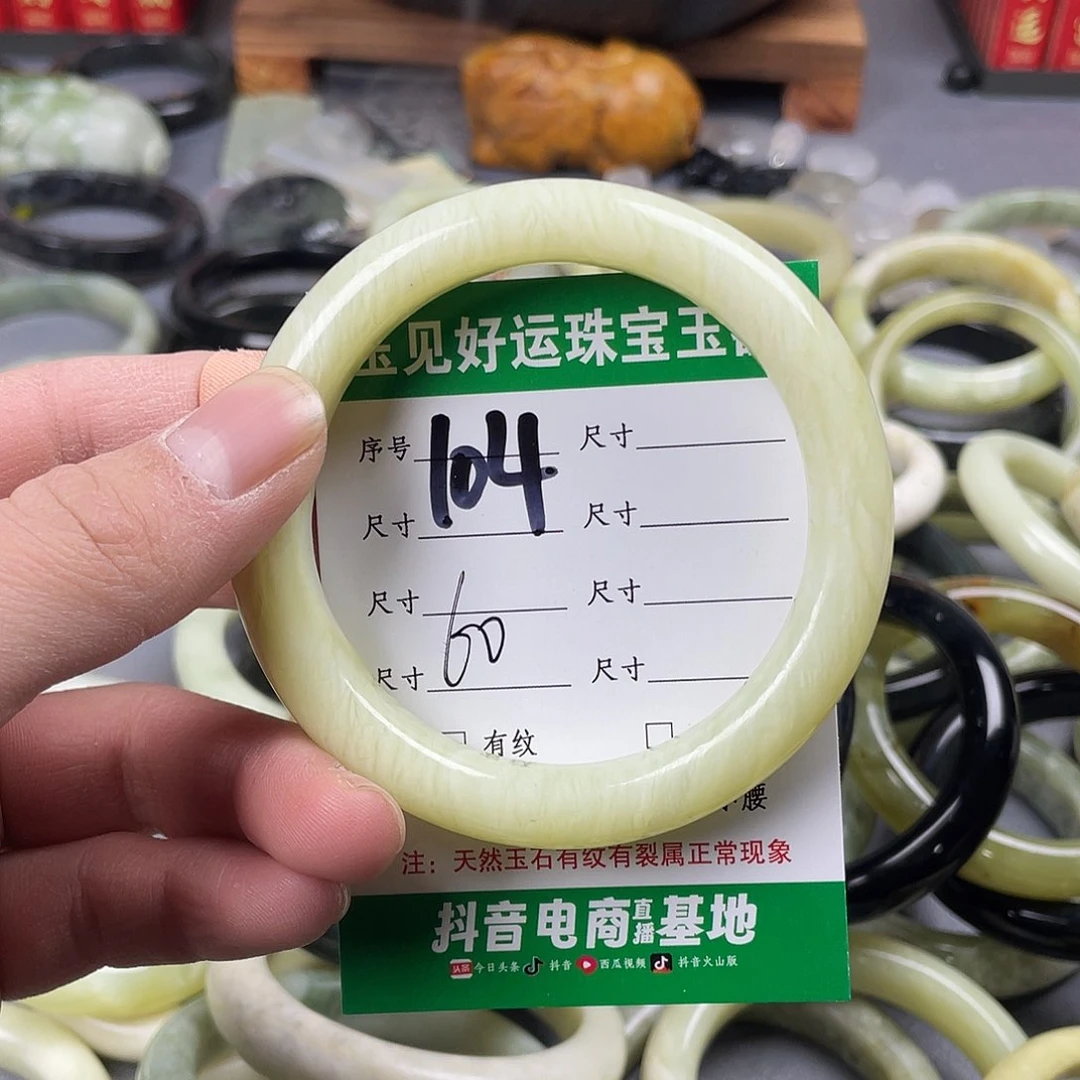 见好运珠宝玉
序号 104 尺寸
尺寸 尺寸
尺寸 尺寸
尺寸 60 尺寸
□ 有纹 □
腰
注：天然玉石有纹有裂属正常现象
抖音电商直播基地
头条 今日头条 抖音 西瓜视频 抖音火山版